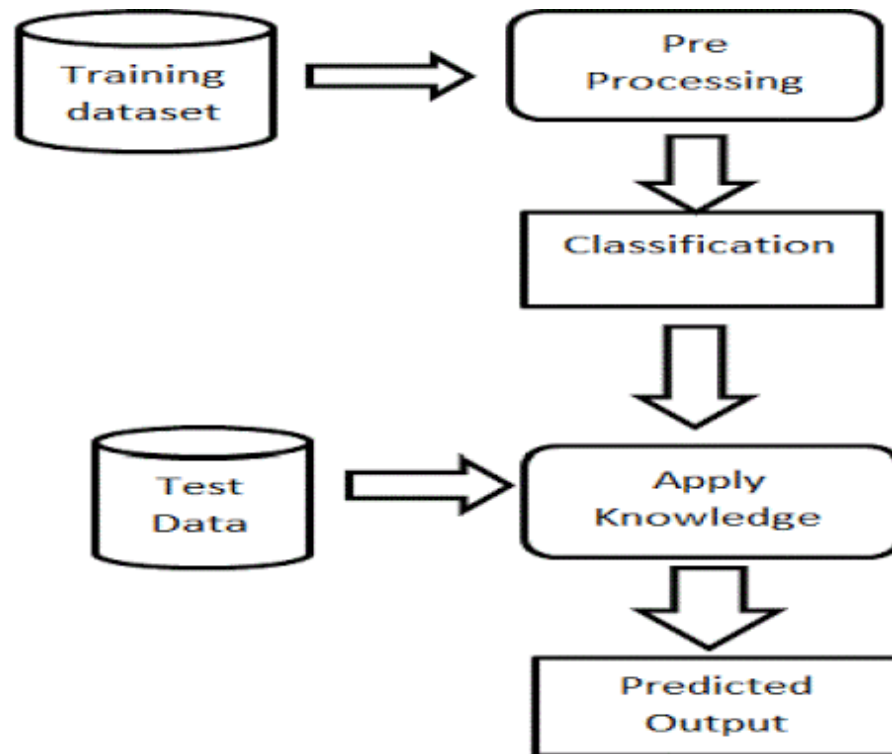 Training
dataset
Pre
Processing
Classification
Test
Data
Apply
Knowledge
Predicted
Output